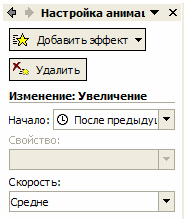 Настройка анимац
Добавить эффект
Удалить
Изменение: Увеличение
Начало: После предыдущ
Свойство:
Скорость:
Средне